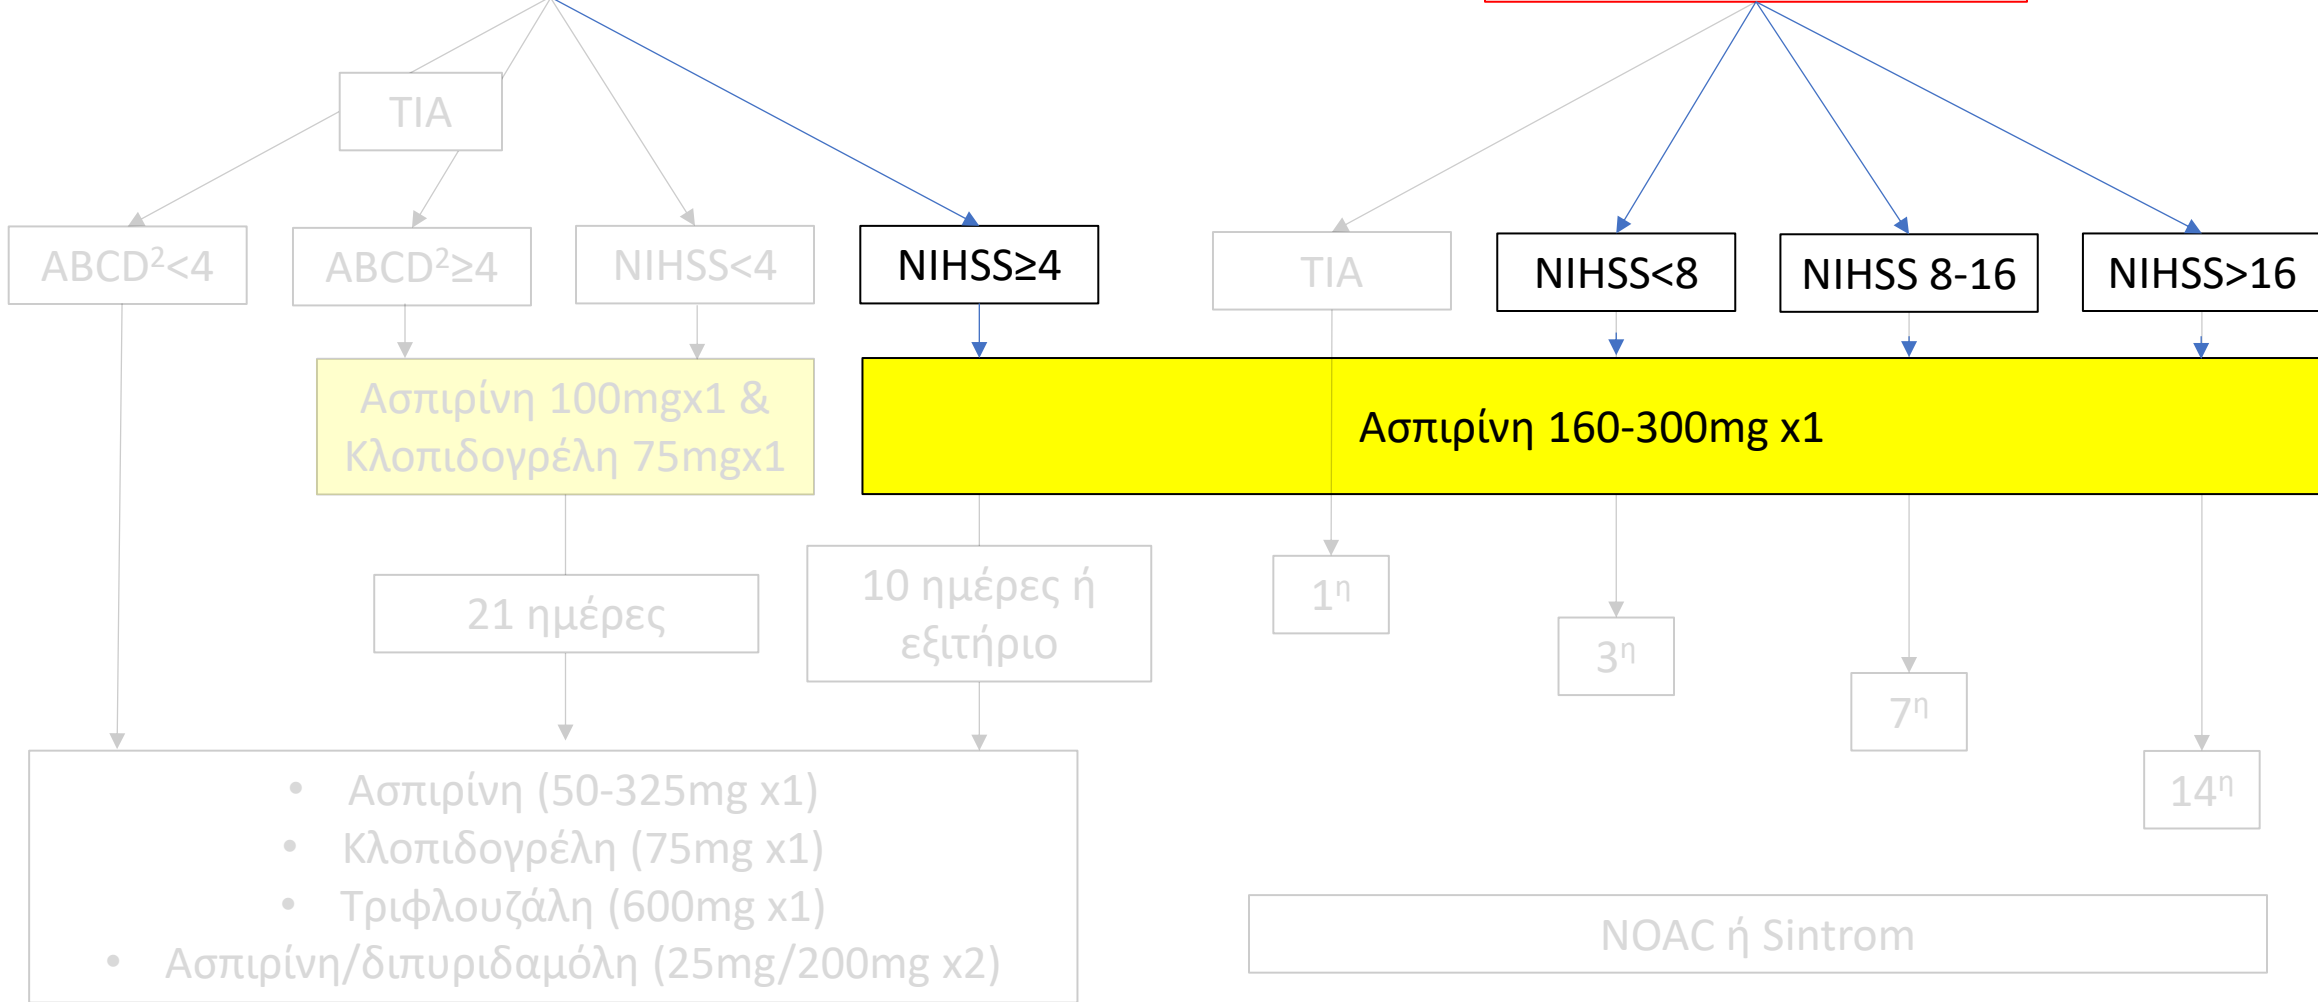 TIA
ABCD²<4
ABCD²≥4
NIHSS<4
NIHSS≥4
TIA
NIHSS<8
NIHSS 8-16
NIHSS>16
Ασπιρίνη 100mgx1 &
Κλοπιδογρέλη 75mgx1
Ασπιρίνη 160-300mg x1
21 ημέρες
10 ημέρες ή
εξιτήριο
1η
3η
7η
14η
• Ασπιρίνη (50-325mg x1)
• Κλοπιδογρέλη (75mg x1)
• Τριφλουζάλη (600mg x1)
• Ασπιρίνη/διπυριδαμόλη (25mg/200mg x2)
NOAC ή Sintrom